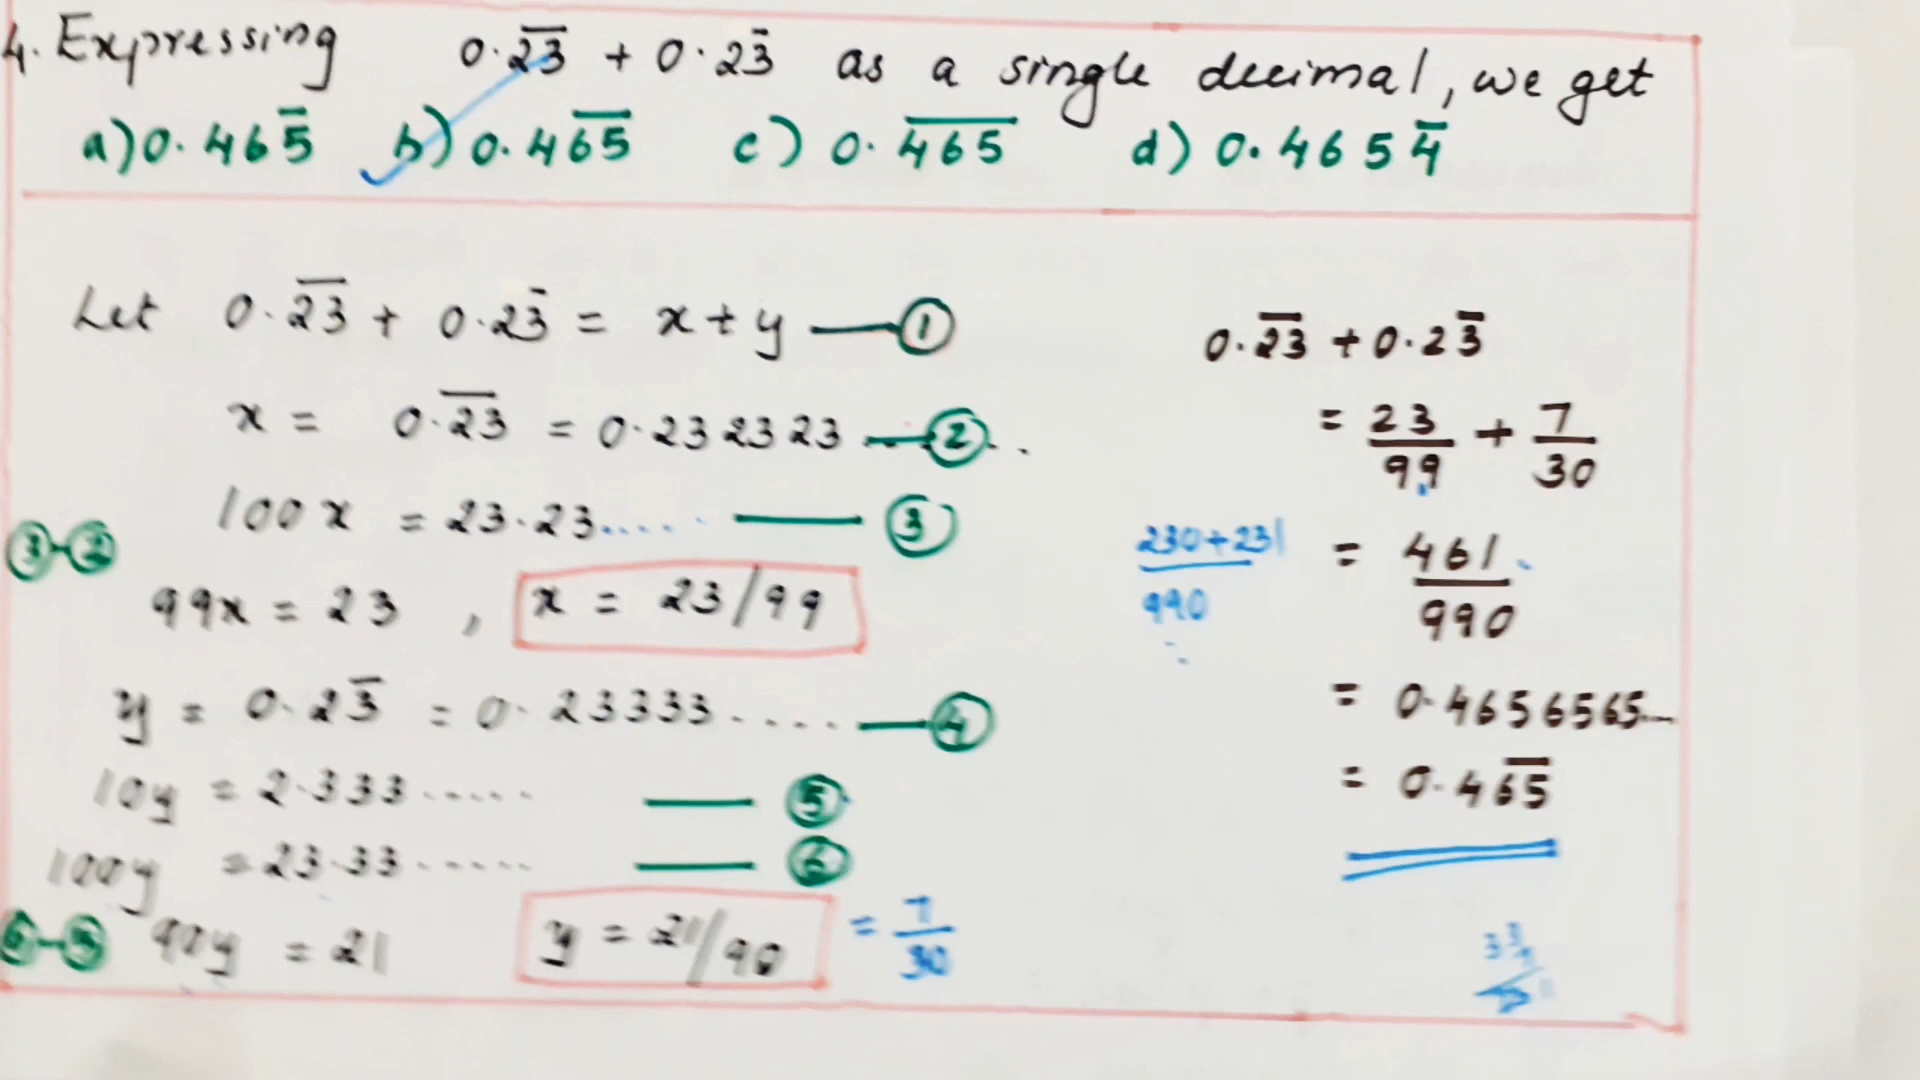 4. Expressing 0.2̅3̅ + 0.23̅ as a single decimal, we get
a) 0.465̅ b) 0.46̅5̅ c) 0.4̅6̅5̅ d) 0.4654̅
Let 0.2̅3̅ + 0.23̅ = x + y — ①
x = 0.2̅3̅ = 0.232323 — ② . .
100x = 23.23..... — ③
③-②
99x = 23 , x = 23/99
y = 0.23̅ = 0.23333..... — ④
10y = 2.333..... — ⑤
100y = 23.33...... — ⑥
⑥-⑤ 90y = 21 y = 21/90 = 7/30
0.2̅3̅ + 0.23̅
= 23/99 + 7/30
230+231/990 = 461/990
= 0.4656565...
= 0.46̅5̅